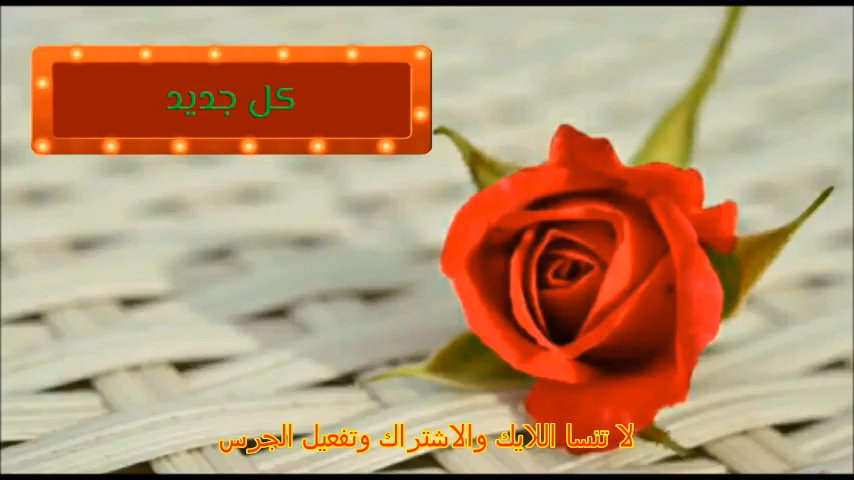 كل جديد
لا تنسا اللايك والاشتراك وتفعيل الجرس